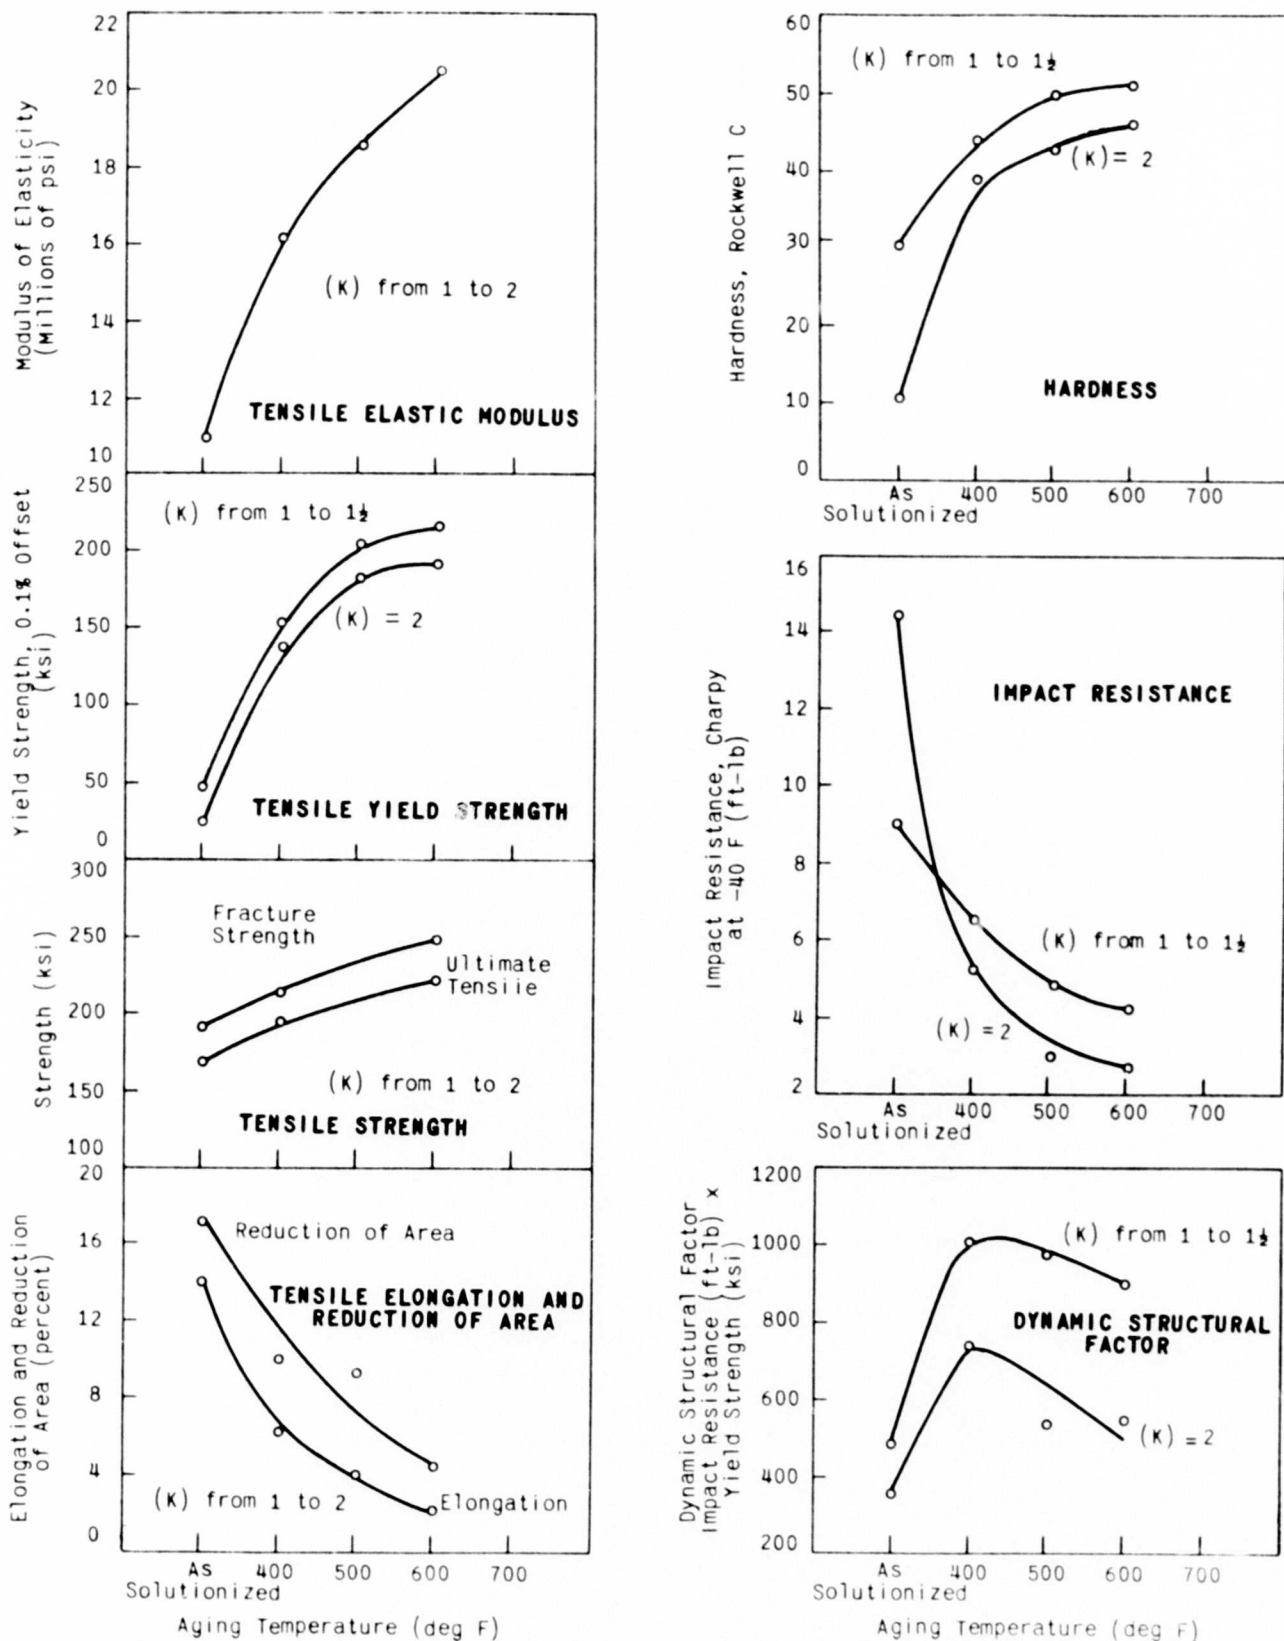 22
20
18
16
14
12
10
Modulus of Elasticity
(Millions of psi)
(K) from 1 to 2
TENSILE ELASTIC MODULUS
250
200
150
100
50
0
Yield Strength, 0.1% Offset
(ksi)
(K) from 1 to 1½
(K) = 2
TENSILE YIELD STRENGTH
300
250
200
150
100
Strength (ksi)
Fracture
Strength
Ultimate
Tensile
(K) from 1 to 2
TENSILE STRENGTH
20
16
12
8
4
0
Elongation and Reduction
of Area (percent)
Reduction of Area
TENSILE ELONGATION AND
REDUCTION OF AREA
(K) from 1 to 2
Elongation
As 400 500 600 700
Solutionized
Aging Temperature (deg F)
60
50
40
30
20
10
0
Hardness, Rockwell C
(K) from 1 to 1½
(K) = 2
HARDNESS
As 400 500 600 700
Solutionized
16
14
12
10
8
6
4
2
Impact Resistance, Charpy
at -40 F (ft-lb)
IMPACT RESISTANCE
(K) from 1 to 1½
(K) = 2
As 400 500 600 700
Solutionized
1200
1000
800
600
400
200
Dynamic Structural Factor
Impact Resistance (ft-lb) x
Yield Strength (ksi)
(K) from 1 to 1½
DYNAMIC STRUCTURAL
FACTOR
(K) = 2
As 400 500 600 700
Solutionized
Aging Temperature (deg F)